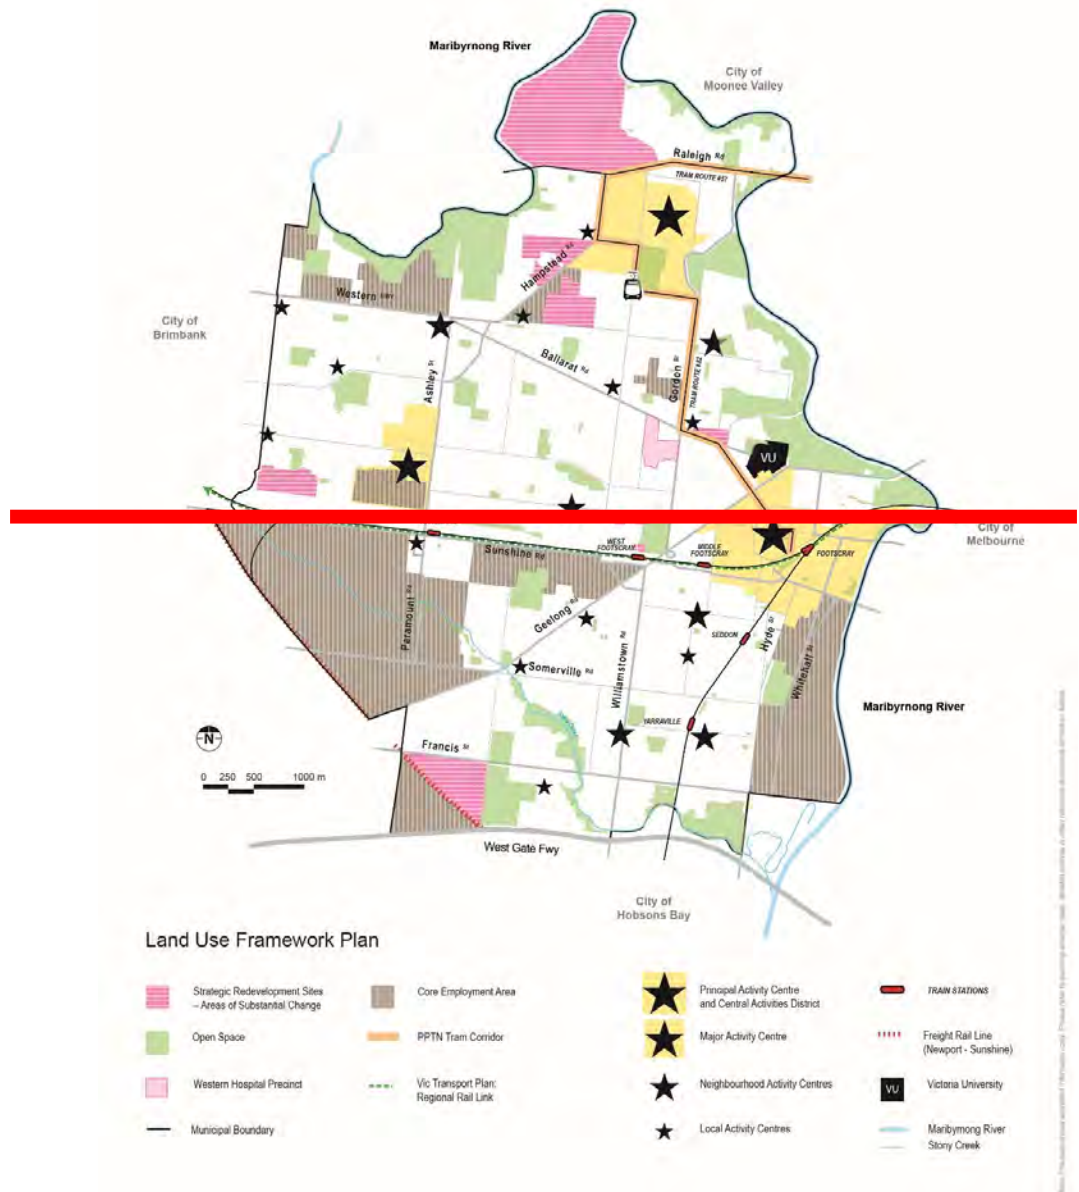 Maribyrnong River
City of
Moonee Valley
Raleigh Rd
TRAM ROUTE #57
Hampstead Rd
Western HWY
City of
Brimbank
Ballarat Rd
Ashley St
Gordon St
TRAM ROUTE #82
VU
City of
Melbourne
WEST
FOOTSCRAY
MIDDLE
FOOTSCRAY
FOOTSCRAY
Sunshine Rd
Paramount Rd
Geelong Rd
SEDDON
Hyde St
Whitehall St
Somerville Rd
Williamstown Rd
YARRAVILLE
Maribyrnong River
N
Francis St
0 250 500 1000 m
West Gate Fwy
City of
Hobsons Bay
Land Use Framework Plan
Strategic Redevelopment Sites
– Areas of Substantial Change
Open Space
Western Hospital Precinct
Municipal Boundary
Core Employment Area
PPTN Tram Corridor
Vic Transport Plan:
Regional Rail Link
Principal Activity Centre
and Central Activities District
Major Activity Centre
Neighbourhood Activity Centres
Local Activity Centres
TRAIN STATIONS
Freight Rail Line
(Newport - Sunshine)
VU
Victoria University
Maribyrnong River
Stony Creek